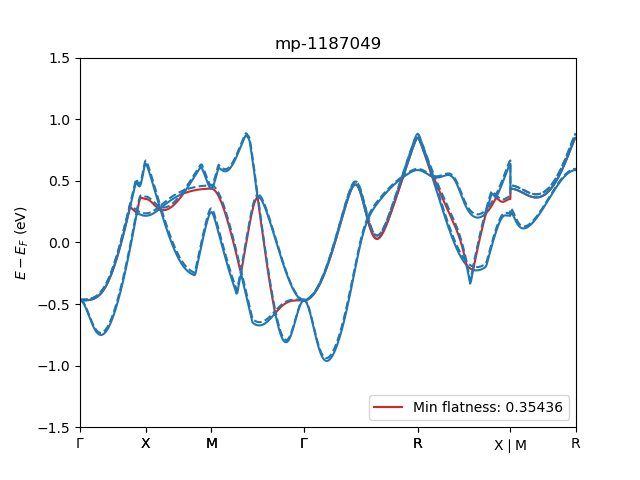 mp-1187049
E − E_F (eV)
1.5
1.0
0.5
0.0
−0.5
−1.0
−1.5
Min flatness: 0.35436
Γ X M Γ R X | M R